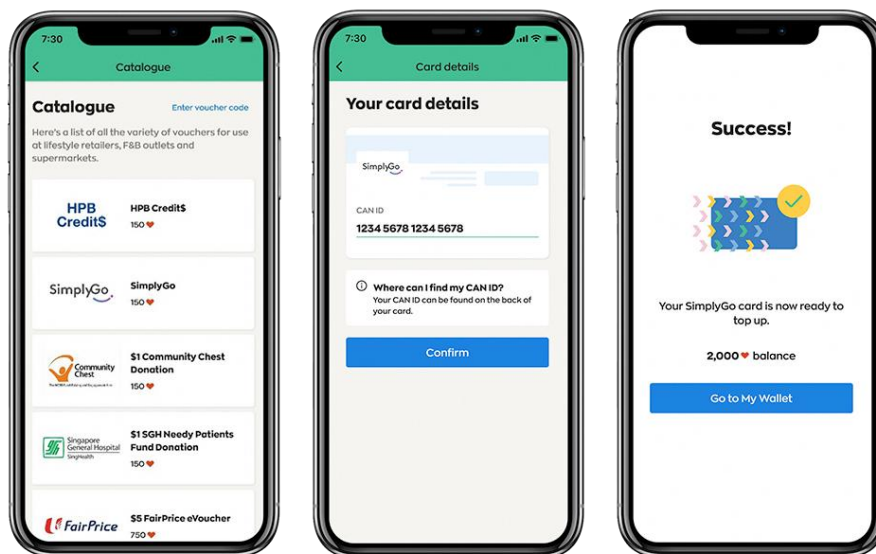 7:30
Catalogue
Catalogue
Enter voucher code
Here's a list of all the variety of vouchers for use
at lifestyle retailers, F&B outlets and
supermarkets.
HPB
Credit$
HPB Credit$
150
SimplyGo
SimplyGo
150
Community
Chest
$1 Community Chest
Donation
150
Singapore
General Hospital
SingHealth
$1 SGH Needy Patients
Fund Donation
150
FairPrice
$5 FairPrice eVoucher
750
7:30
Card details
Your card details
SimplyGo
CAN ID
1234 5678 1234 5678
Where can I find my CAN ID?
Your CAN ID can be found on the back of
your card.
Confirm
Success!
Your SimplyGo card is now ready to
top up.
2,000 balance
Go to My Wallet